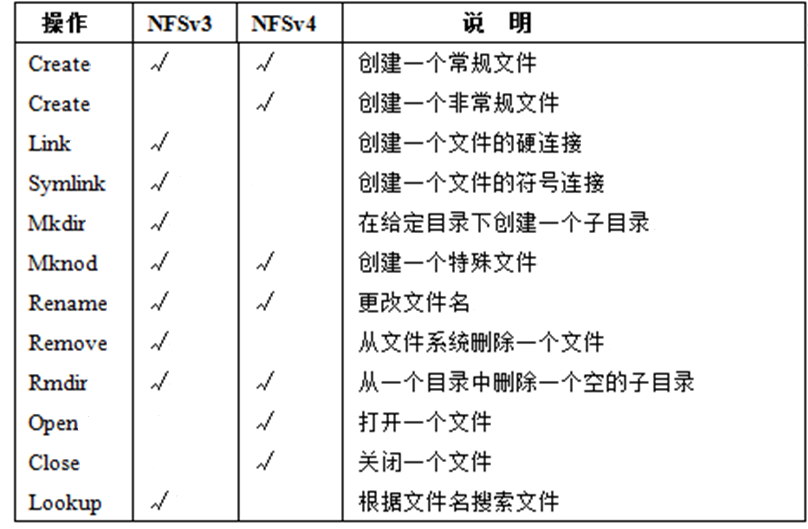 操作 NFSv3 NFSv4 说 明
Create √ √ 创建一个常规文件
Create √ 创建一个非常规文件
Link √ 创建一个文件的硬连接
Symlink √ 创建一个文件的符号连接
Mkdir √ 在给定目录下创建一个子目录
Mknod √ √ 创建一个特殊文件
Rename √ √ 更改文件名
Remove √ 从文件系统删除一个文件
Rmdir √ √ 从一个目录中删除一个空的子目录
Open √ 打开一个文件
Close √ 关闭一个文件
Lookup √ 根据文件名搜索文件